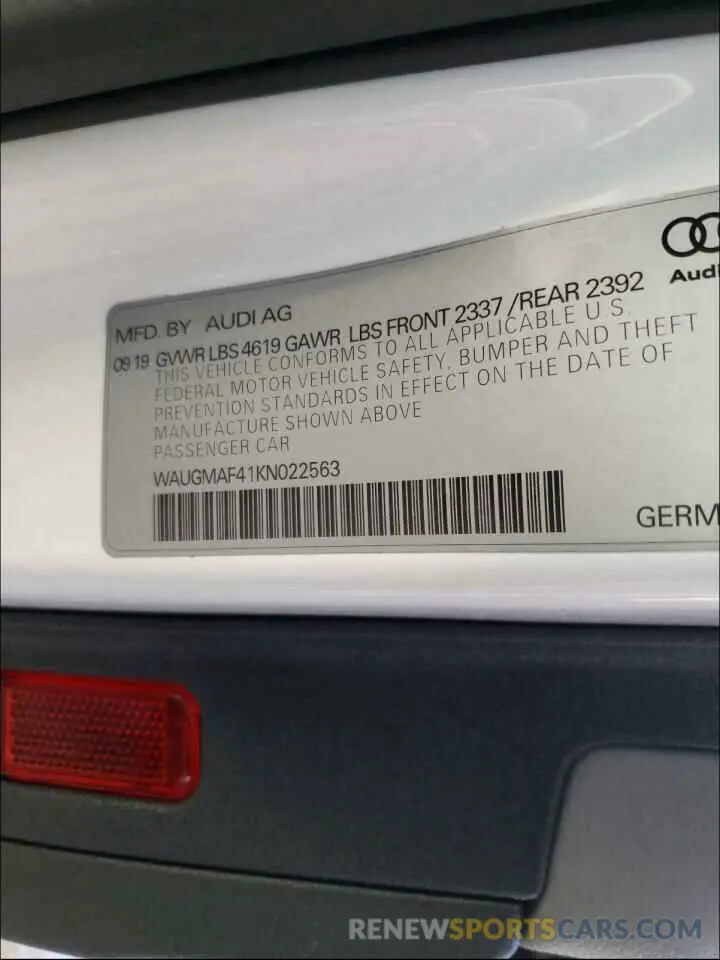 Audi
MFD. BY AUDI AG
09 19 GVWR LBS 4619 GAWR LBS FRONT 2337 /REAR 2392
THIS VEHICLE CONFORMS TO ALL APPLICABLE U S
FEDERAL MOTOR VEHICLE SAFETY, BUMPER AND THEFT
PREVENTION STANDARDS IN EFFECT ON THE DATE OF
MANUFACTURE SHOWN ABOVE
PASSENGER CAR
WAUGMAF41KN022563
GERM
RENEWSPORTSCARS.COM